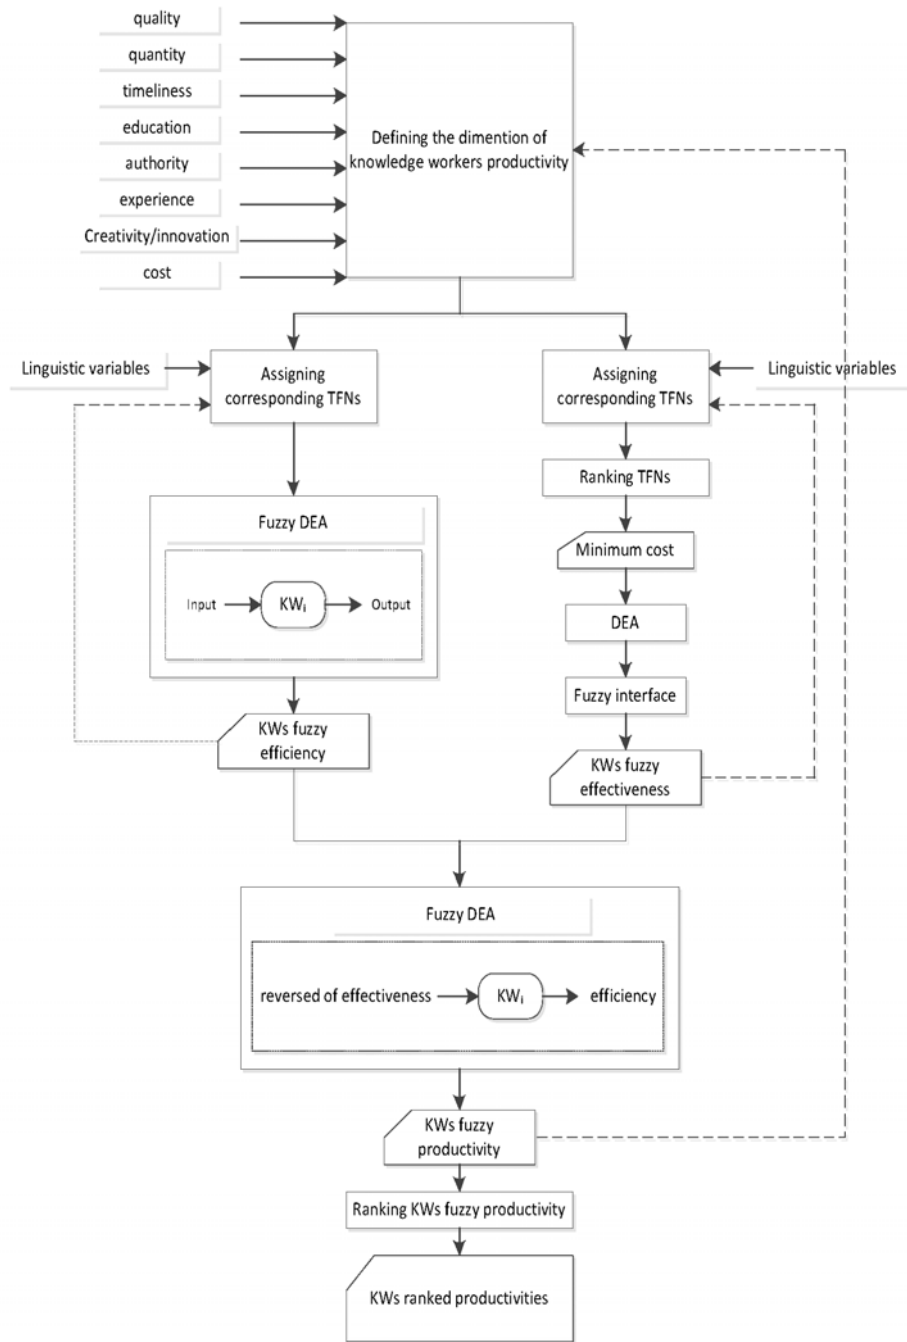 quality
quantity
timeliness
education
authority
experience
Creativity/innovation
cost
Defining the dimention of
knowledge workers productivity
Linguistic variables
Assigning
corresponding TFNs
Assigning
corresponding TFNs
Linguistic variables
Ranking TFNs
Fuzzy DEA
Minimum cost
Input
KWi
Output
DEA
Fuzzy interface
KWs fuzzy
efficiency
KWs fuzzy
effectiveness
Fuzzy DEA
reversed of effectiveness
KWi
efficiency
KWs fuzzy
productivity
Ranking KWs fuzzy productivity
KWs ranked productivities